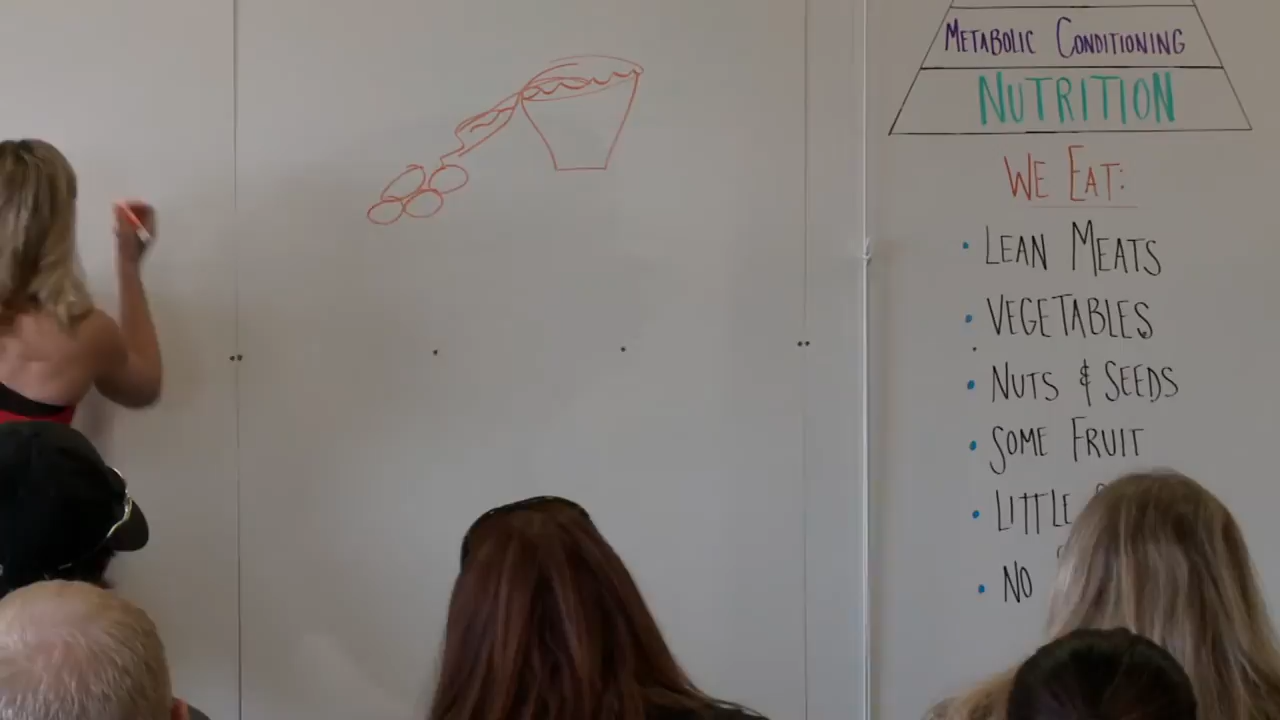 METABOLIC CONDITIONING
NUTRITION
WE EAT:
• LEAN MEATS
• VEGETABLES
• NUTS & SEEDS
• SOME FRUIT
• LITTLE
• NO